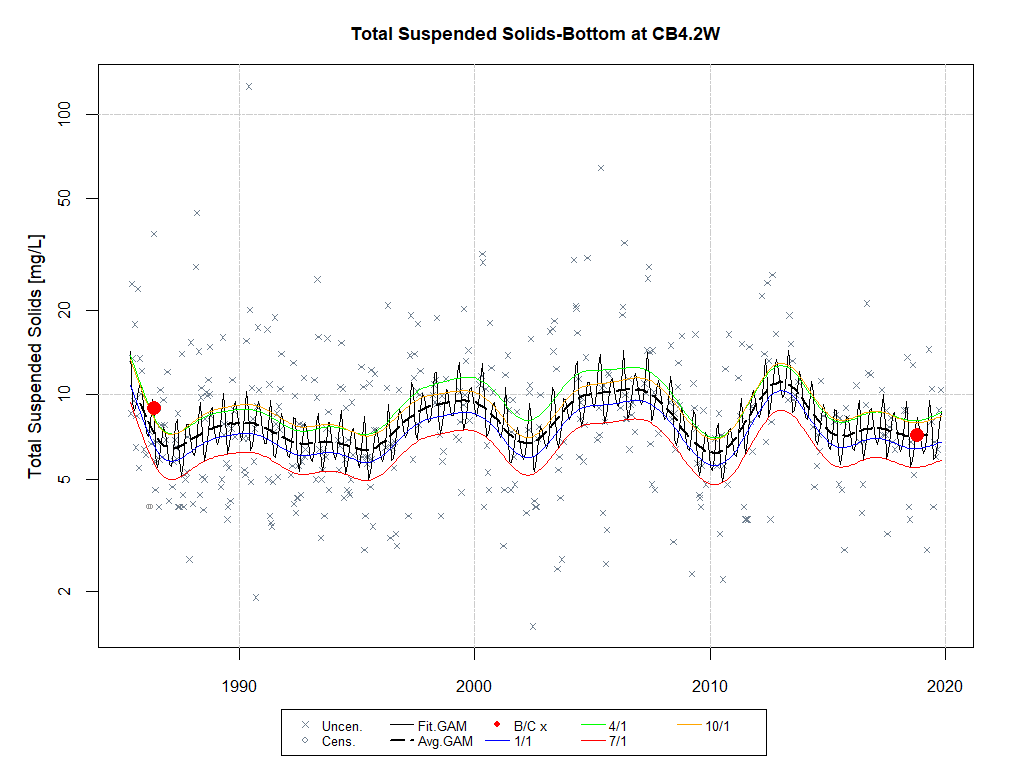 Total Suspended Solids-Bottom at CB4.2W
Total Suspended Solids [mg/L]
100
50
20
10
5
2
1990 2000 2010 2020
Uncen. Fit.GAM B/C x 4/1 10/1
Cens. Avg.GAM 1/1 7/1